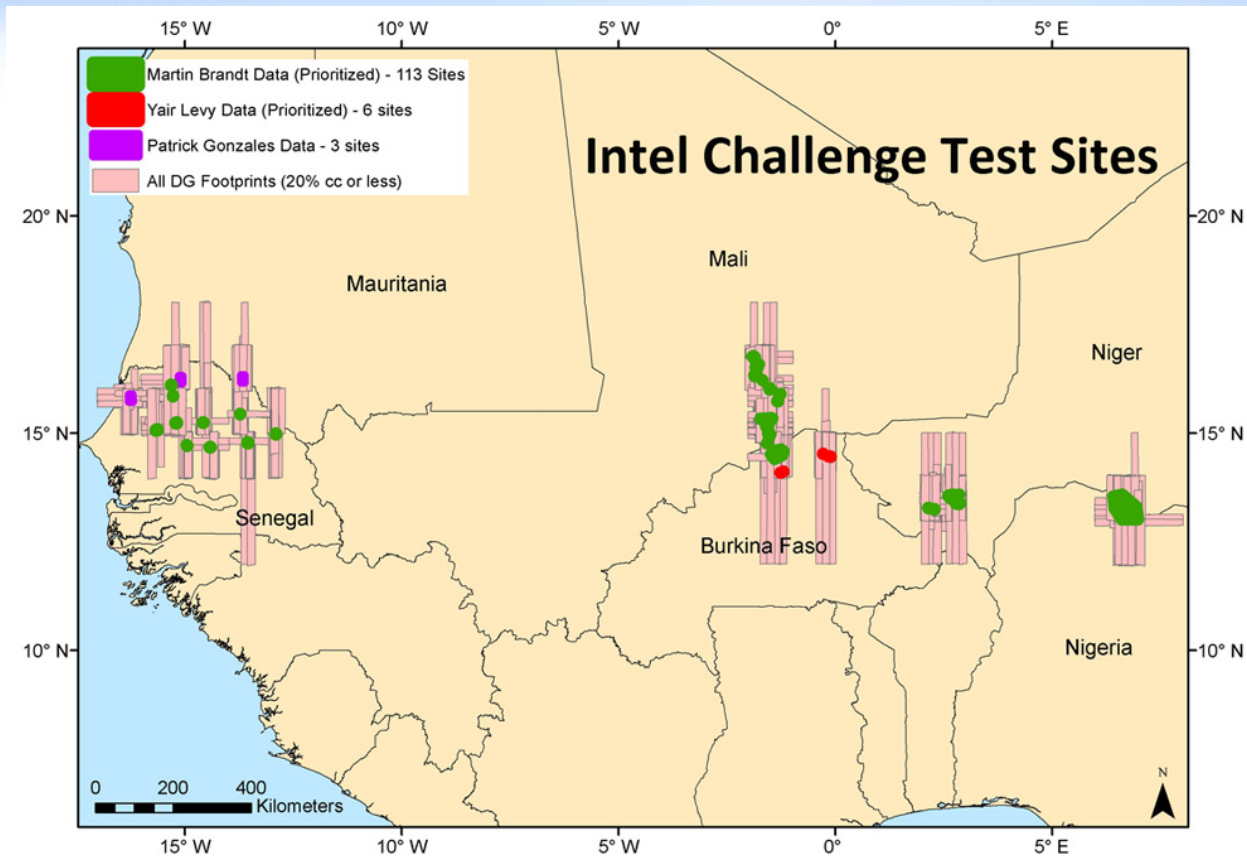 15° W 10° W 5° W 0° 5° E
Martin Brandt Data (Prioritized) - 113 Sites
Yair Levy Data (Prioritized) - 6 sites
Patrick Gonzales Data - 3 sites
All DG Footprints (20% cc or less)
Intel Challenge Test Sites
20° N 20° N
Mali
Mauritania
Niger
15° N 15° N
Senegal
Burkina Faso
10° N 10° N
Nigeria
0 200 400
Kilometers
N
15° W 10° W 5° W 0° 5° E